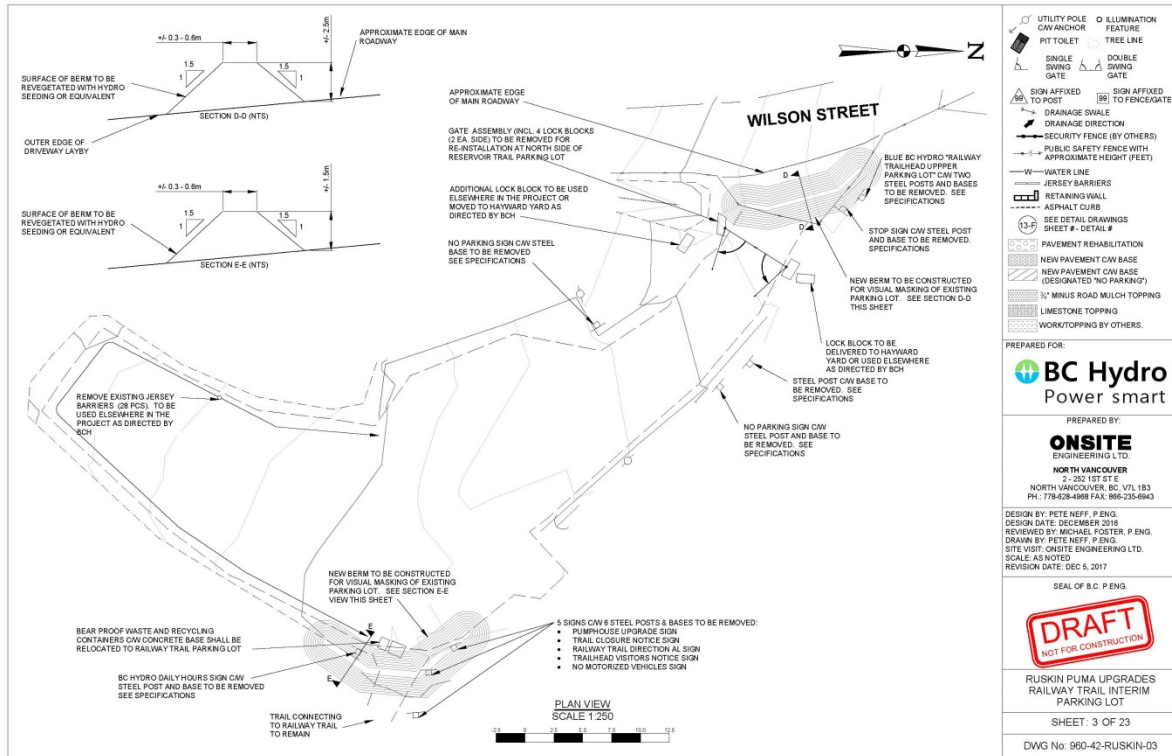 +/- 0.3 - 0.6m
+/- 2.5m
1.5
1
1.5
1
APPROXIMATE EDGE OF MAIN
ROADWAY
SURFACE OF BERM TO BE
REVEGETATED WITH HYDRO
SEEDING OR EQUIVALENT
SECTION D-D (NTS)
OUTER EDGE OF
DRIVEWAY LAYBY
+/- 0.3 - 0.6m
+/- 1.5m
1.5
1
1.5
1
SURFACE OF BERM TO BE
REVEGETATED WITH HYDRO
SEEDING OR EQUIVALENT
SECTION E-E (NTS)
N
APPROXIMATE EDGE
OF MAIN ROADWAY
WILSON STREET
GATE ASSEMBLY (INCL. 4 LOCK BLOCKS
(2 EA. SIDE) TO BE REMOVED FOR
RE-INSTALLATION AT NORTH SIDE OF
RESERVOIR TRAIL PARKING LOT
BLUE BC HYDRO "RAILWAY
TRAILHEAD UPPPER
PARKING LOT" C/W TWO
STEEL POSTS AND BASES
TO BE REMOVED. SEE
SPECIFICATIONS
ADDITIONAL LOCK BLOCK TO BE USED
ELSEWHERE IN THE PROJECT OR
MOVED TO HAYWARD YARD AS
DIRECTED BY BCH
D
D
STOP SIGN C/W STEEL POST
AND BASE TO BE REMOVED.
SPECIFICATIONS
NO PARKING SIGN C/W STEEL
BASE TO BE REMOVED
SEE SPECIFICATIONS
NEW BERM TO BE CONSTRUCTED
FOR VISUAL MASKING OF EXISTING
PARKING LOT. SEE SECTION D-D
THIS SHEET
LOCK BLOCK TO BE
DELIVERED TO HAYWARD
YARD OR USED ELSEWHERE
AS DIRECTED BY BCH
STEEL POST C/W BASE TO
BE REMOVED. SEE
SPECIFICATIONS
REMOVE EXISTING JERSEY
BARRIERS (28 PCS). TO BE
USED ELSEWHERE IN THE
PROJECT AS DIRECTED BY
BCH
NO PARKING SIGN C/W
STEEL POST AND BASE TO
BE REMOVED. SEE
SPECIFICATIONS
NEW BERM TO BE CONSTRUCTED
FOR VISUAL MASKING OF EXISTING
PARKING LOT. SEE SECTION E-E
VIEW THIS SHEET
E
E
BEAR PROOF WASTE AND RECYCLING
CONTAINERS C/W CONCRETE BASE SHALL BE
RELOCATED TO RAILWAY TRAIL PARKING LOT
BC HYDRO DAILY HOURS SIGN C/W
STEEL POST AND BASE TO BE REMOVED
SEE SPECIFICATIONS
TRAIL CONNECTING
TO RAILWAY TRAIL
TO REMAIN
5 SIGNS C/W 6 STEEL POSTS & BASES TO BE REMOVED:
• PUMPHOUSE UPGRADE SIGN
• TRAIL CLOSURE NOTICE SIGN
• RAILWAY TRAIL DIRECTION AL SIGN
• TRAILHEAD VISITORS NOTICE SIGN
• NO MOTORIZED VEHICLES SIGN
PLAN VIEW
SCALE 1:250
-2.5 0 2.5 5.0 7.5 10.0 12.5
UTILITY POLE
C/W ANCHOR
ILLUMINATION
FEATURE
PIT TOILET
TREE LINE
SINGLE
SWING
GATE
DOUBLE
SWING
GATE
99 SIGN AFFIXED
TO POST
99 SIGN AFFIXED
TO FENCE/GATE
DRAINAGE SWALE
DRAINAGE DIRECTION
SECURITY FENCE (BY OTHERS)
PUBLIC SAFETY FENCE WITH
APPROXIMATE HEIGHT (FEET)
W WATER LINE
JERSEY BARRIERS
RETAINING WALL
ASPHALT CURB
13-F SEE DETAIL DRAWINGS
SHEET # - DETAIL #
PAVEMENT REHABILITATION
NEW PAVEMENT C/W BASE
NEW PAVEMENT C/W BASE
(DESIGNATED "NO PARKING")
¾" MINUS ROAD MULCH TOPPING
LIMESTONE TOPPING
WORK/TOPPING BY OTHERS.
PREPARED FOR:
BC Hydro
Power smart
PREPARED BY:
ONSITE
ENGINEERING LTD.
NORTH VANCOUVER
2 - 252 1ST ST E
NORTH VANCOUVER, BC, V7L 1B3
PH.: 778-628-4968 FAX: 866-235-6943
DESIGN BY: PETE NEFF, P.ENG.
DESIGN DATE: DECEMBER 2016
REVIEWED BY: MICHAEL FOSTER, P.ENG.
DRAWN BY: PETE NEFF, P.ENG.
SITE VISIT: ONSITE ENGINEERING LTD.
SCALE: AS NOTED
REVISION DATE: DEC 5, 2017
SEAL OF B.C. P.ENG.
DRAFT
NOT FOR CONSTRUCTION
RUSKIN PUMA UPGRADES
RAILWAY TRAIL INTERIM
PARKING LOT
SHEET: 3 OF 23
DWG No: 960-42-RUSKIN-03